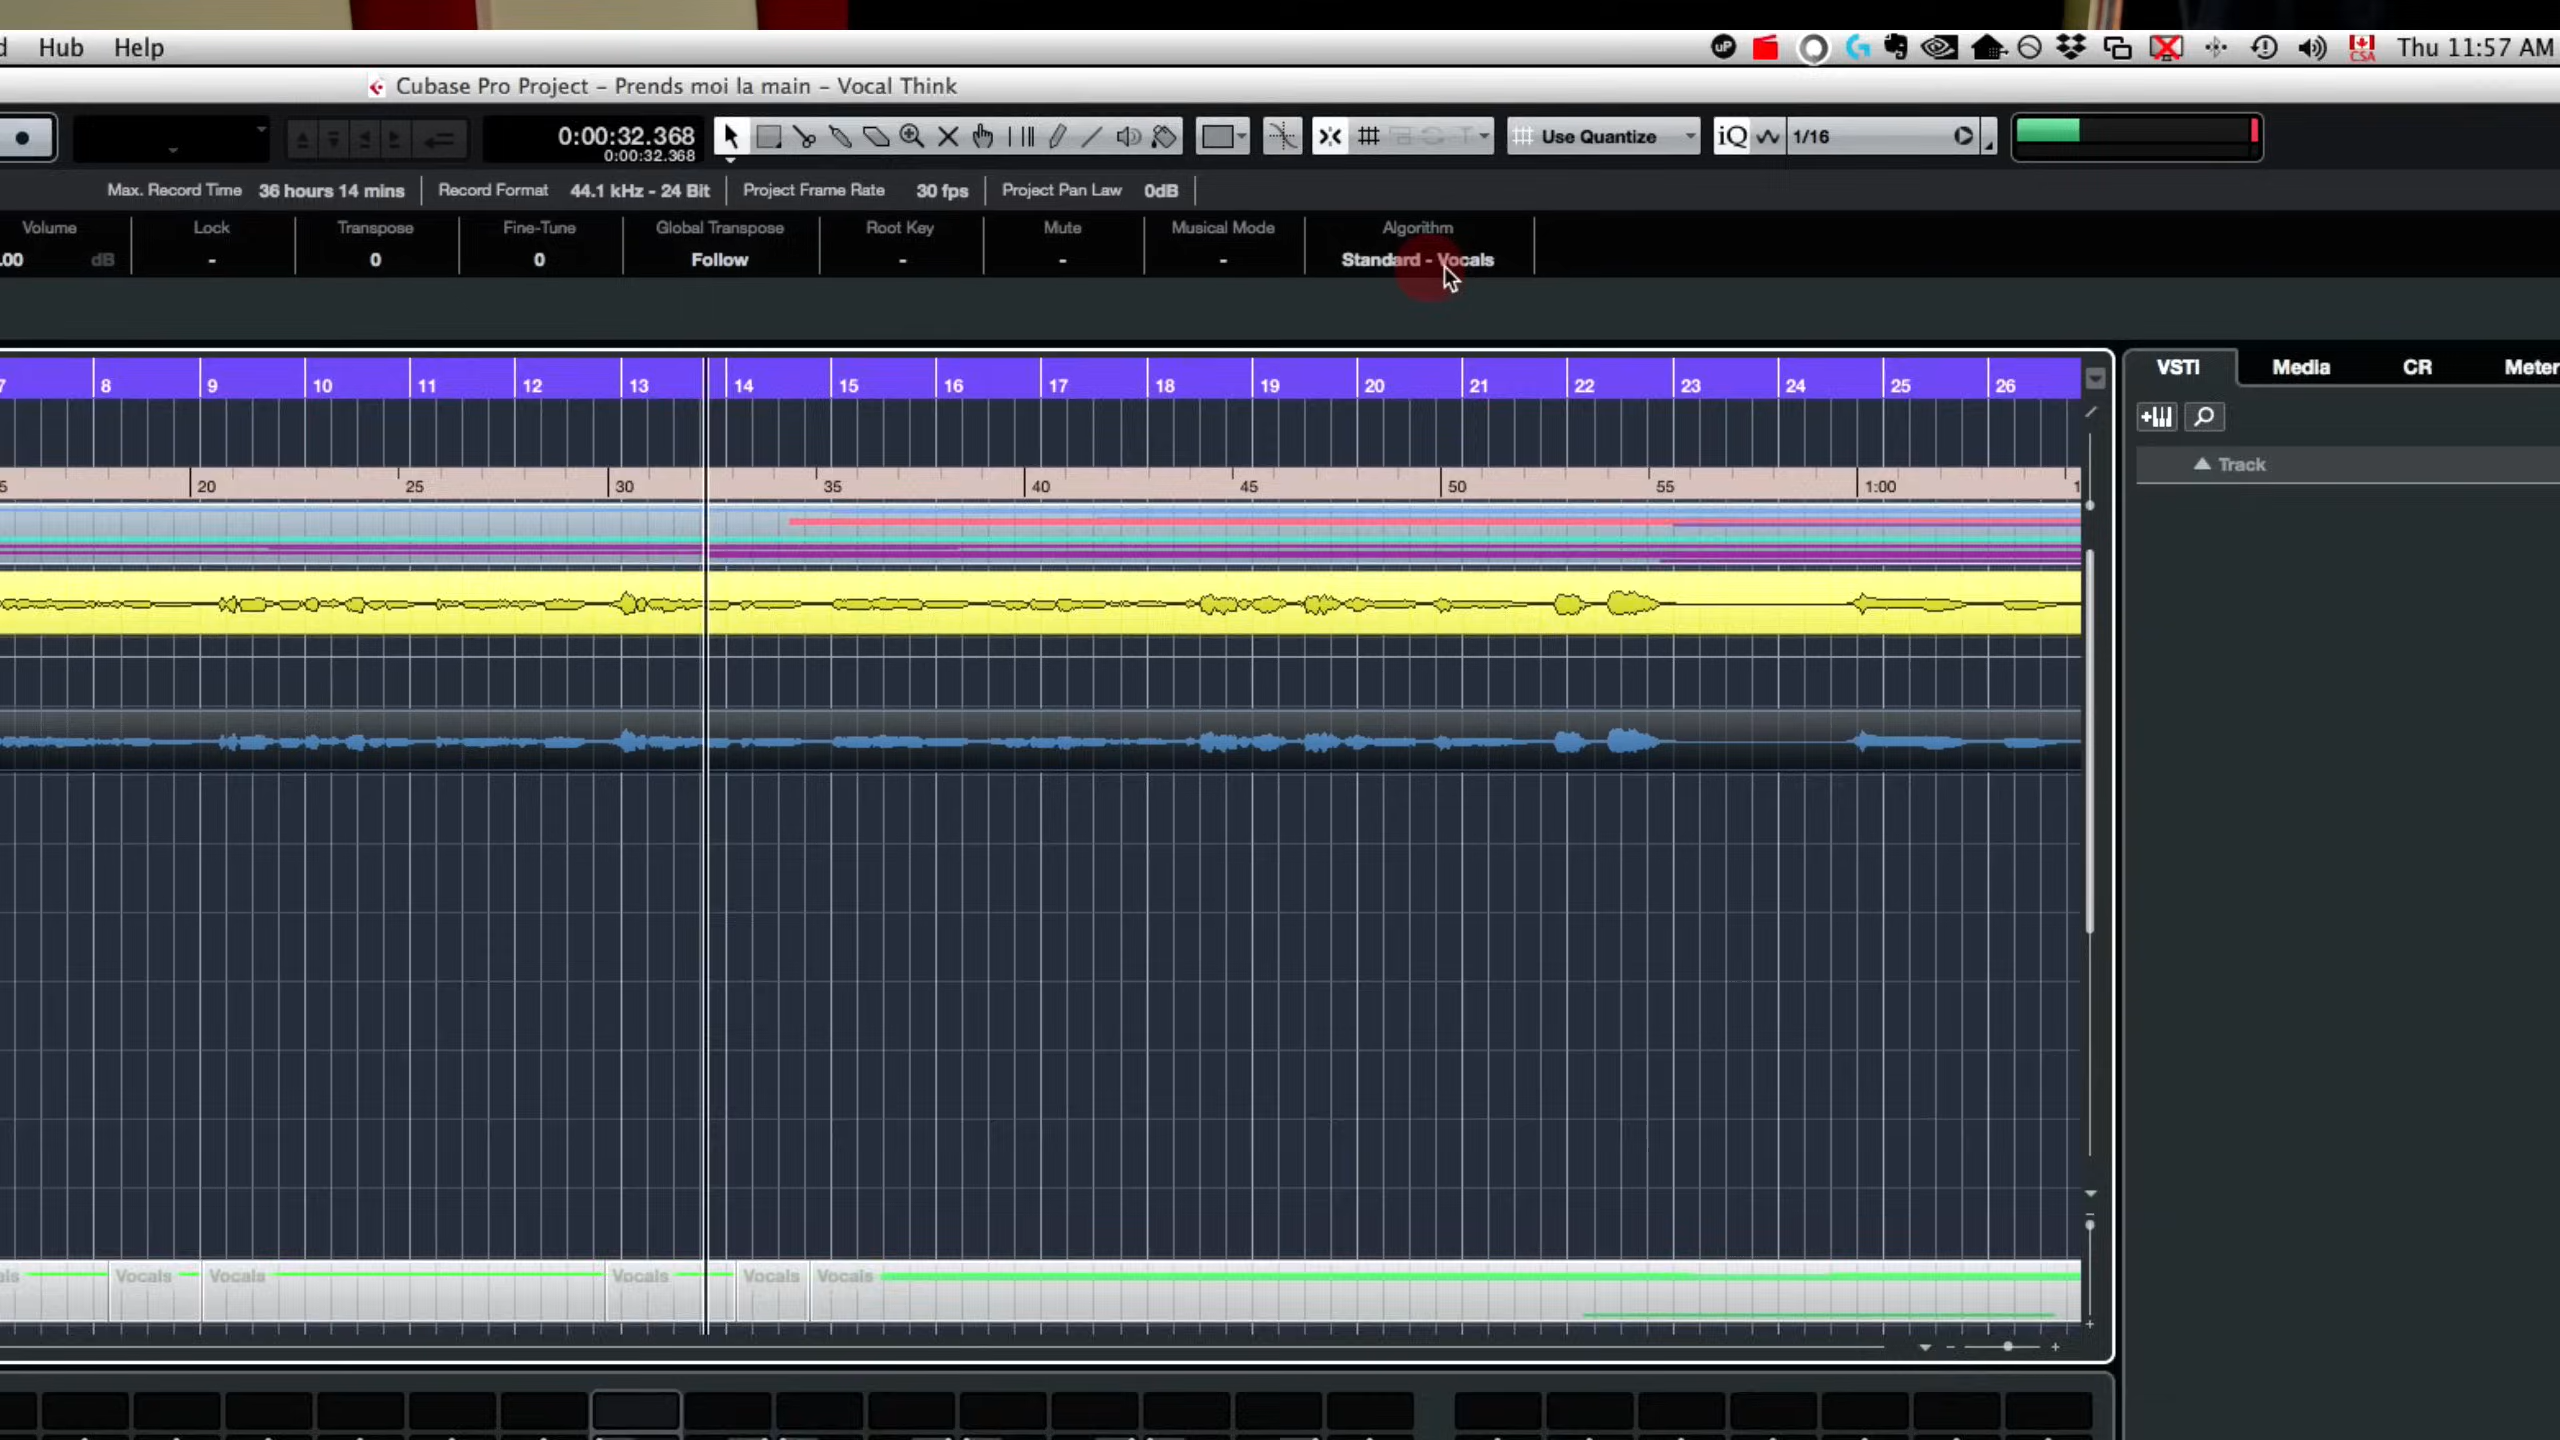 Hub Help
uP
CSA
Thu 11:57 AM
Cubase Pro Project – Prends moi la main – Vocal Think
0:00:32.368
0:00:32.368
Use Quantize
iQ
1/16
Max. Record Time 36 hours 14 mins Record Format 44.1 kHz - 24 Bit Project Frame Rate 30 fps Project Pan Law 0dB
Volume Lock Transpose Fine-Tune Global Transpose Root Key Mute Musical Mode Algorithm
.00 dB - 0 0 Follow - - - Standard - Vocals
7 8 9 10 11 12 13 14 15 16 17 18 19 20 21 22 23 24 25 26
VSTi Media CR Meter
Track
5 20 25 30 35 40 45 50 55 1:00 1
als Vocals Vocals Vocals Vocals Vocals